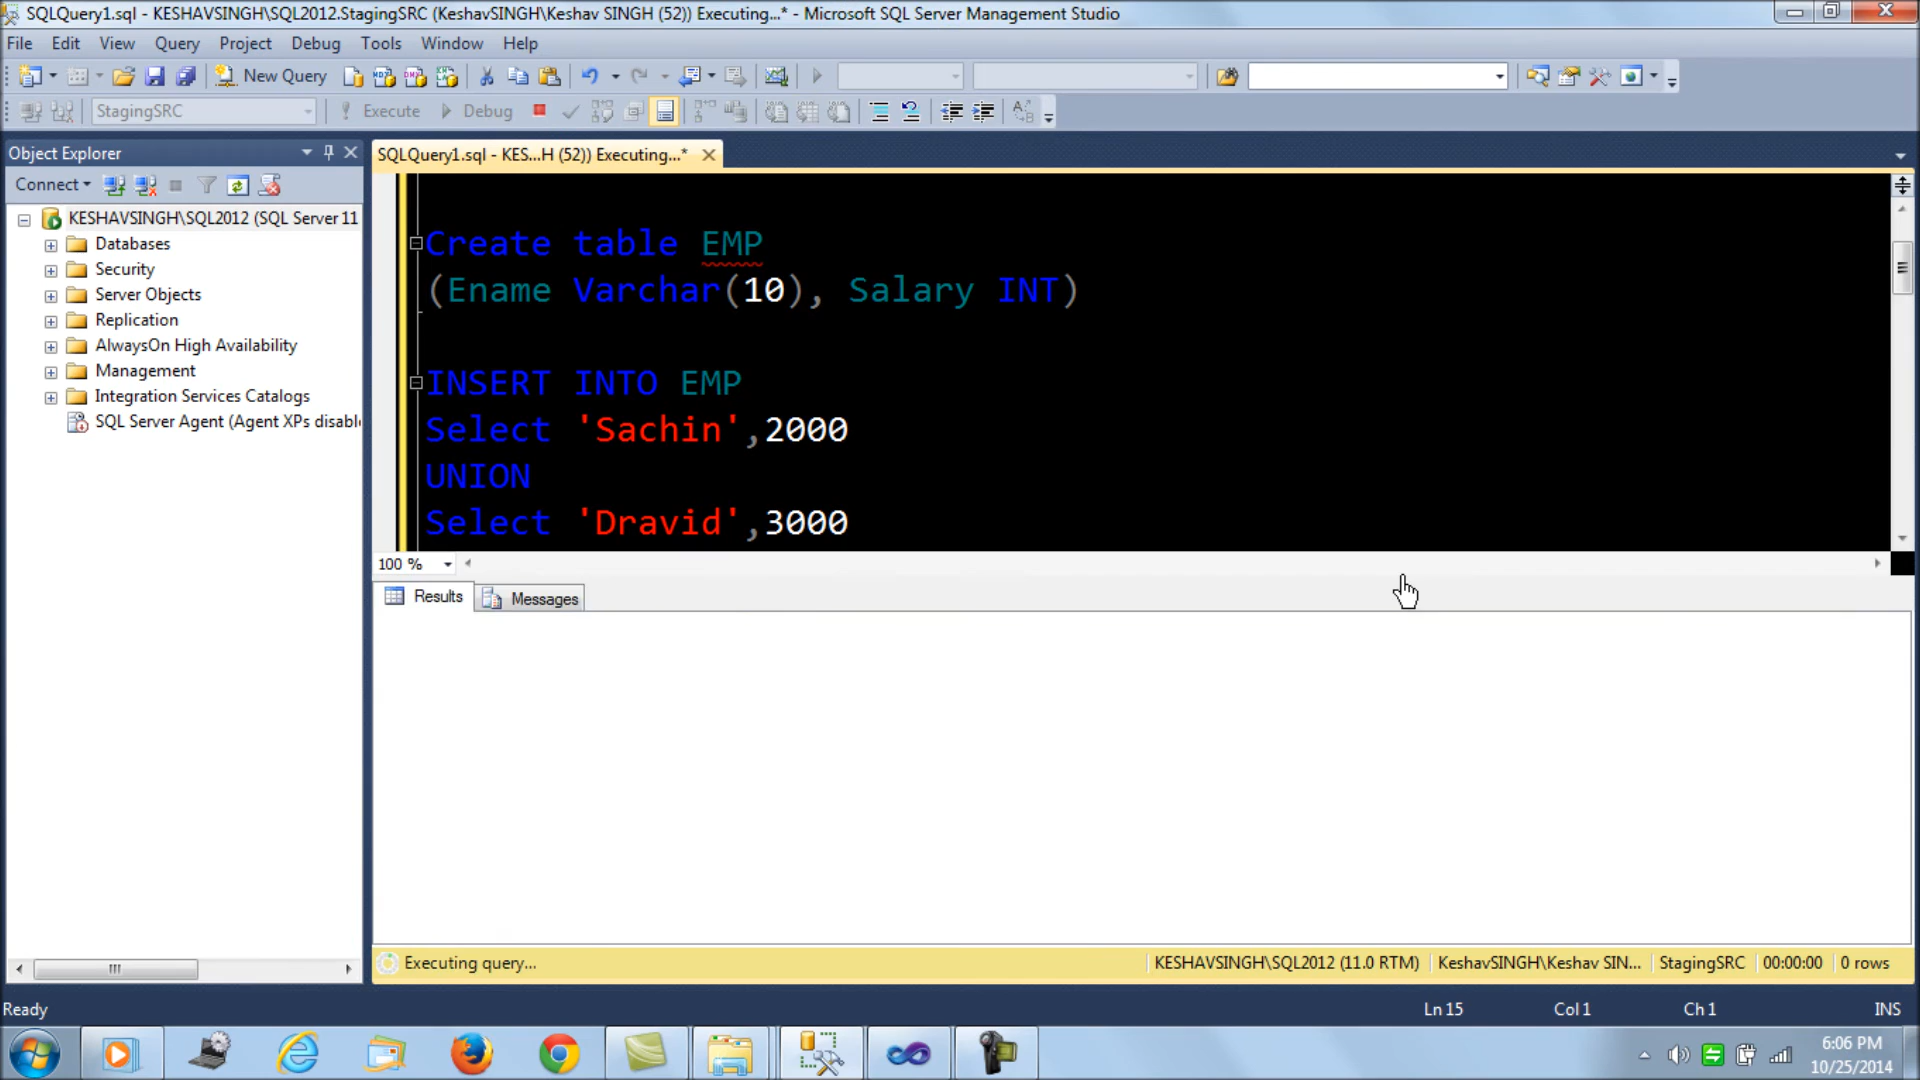 SQLQuery1.sql - KESHAVSINGH\SQL2012.StagingSRC (KeshavSINGH\Keshav SINGH (52)) Executing...* - Microsoft SQL Server Management Studio
File Edit View Query Project Debug Tools Window Help
New Query
StagingSRC Execute Debug
Object Explorer
SQLQuery1.sql - KES...H (52)) Executing...*
Connect
KESHAVSINGH\SQL2012 (SQL Server 11
Databases
Security
Server Objects
Replication
AlwaysOn High Availability
Management
Integration Services Catalogs
SQL Server Agent (Agent XPs disabl
Create table EMP
(Ename Varchar(10), Salary INT)
INSERT INTO EMP
Select 'Sachin',2000
UNION
Select 'Dravid',3000
100 %
Results Messages
Executing query... KESHAVSINGH\SQL2012 (11.0 RTM) KeshavSINGH\Keshav SIN... StagingSRC 00:00:00 0 rows
Ready Ln 15 Col 1 Ch 1 INS
6:06 PM
10/25/2014